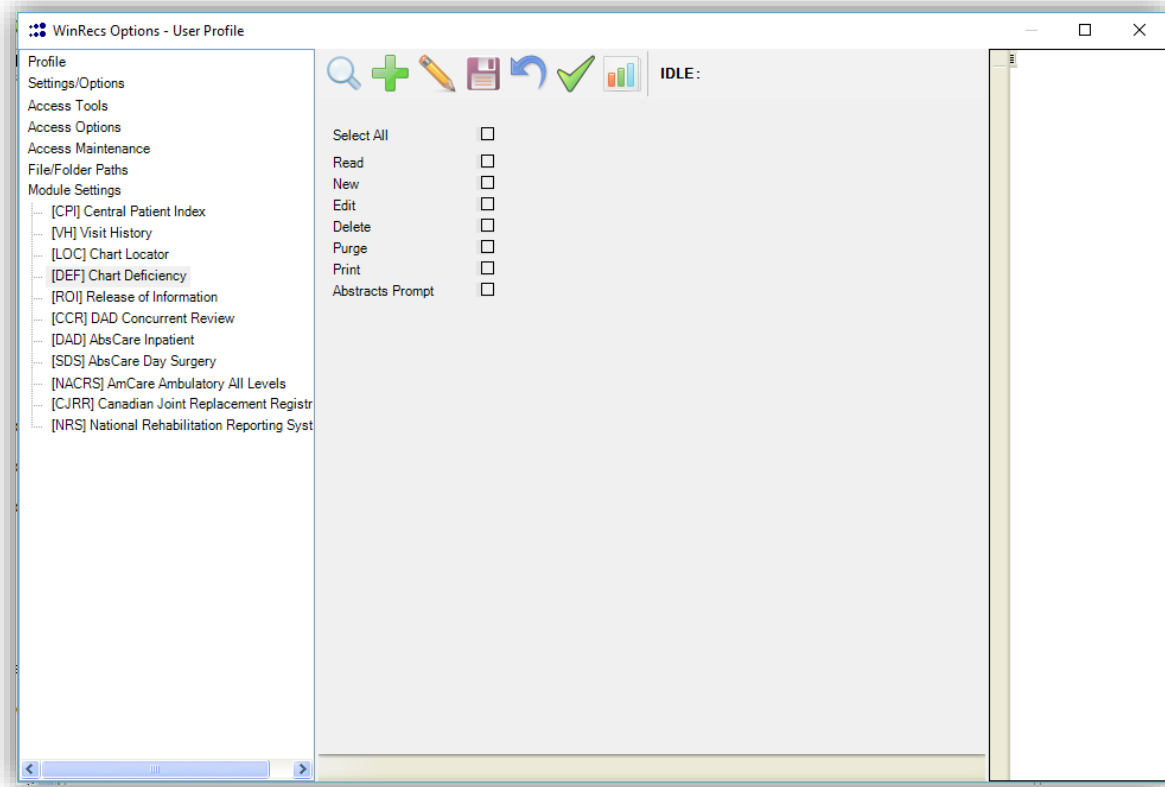 WinRecs Options - User Profile
Profile
Settings/Options
Access Tools
Access Options
Access Maintenance
File/Folder Paths
Module Settings
[CPI] Central Patient Index
[VH] Visit History
[LOC] Chart Locator
[DEF] Chart Deficiency
[ROI] Release of Information
[CCR] DAD Concurrent Review
[DAD] AbsCare Inpatient
[SDS] AbsCare Day Surgery
[NACRS] AmCare Ambulatory All Levels
[CJRR] Canadian Joint Replacement Registr
[NRS] National Rehabilitation Reporting Syst
IDLE :
Select All
Read
New
Edit
Delete
Purge
Print
Abstracts Prompt